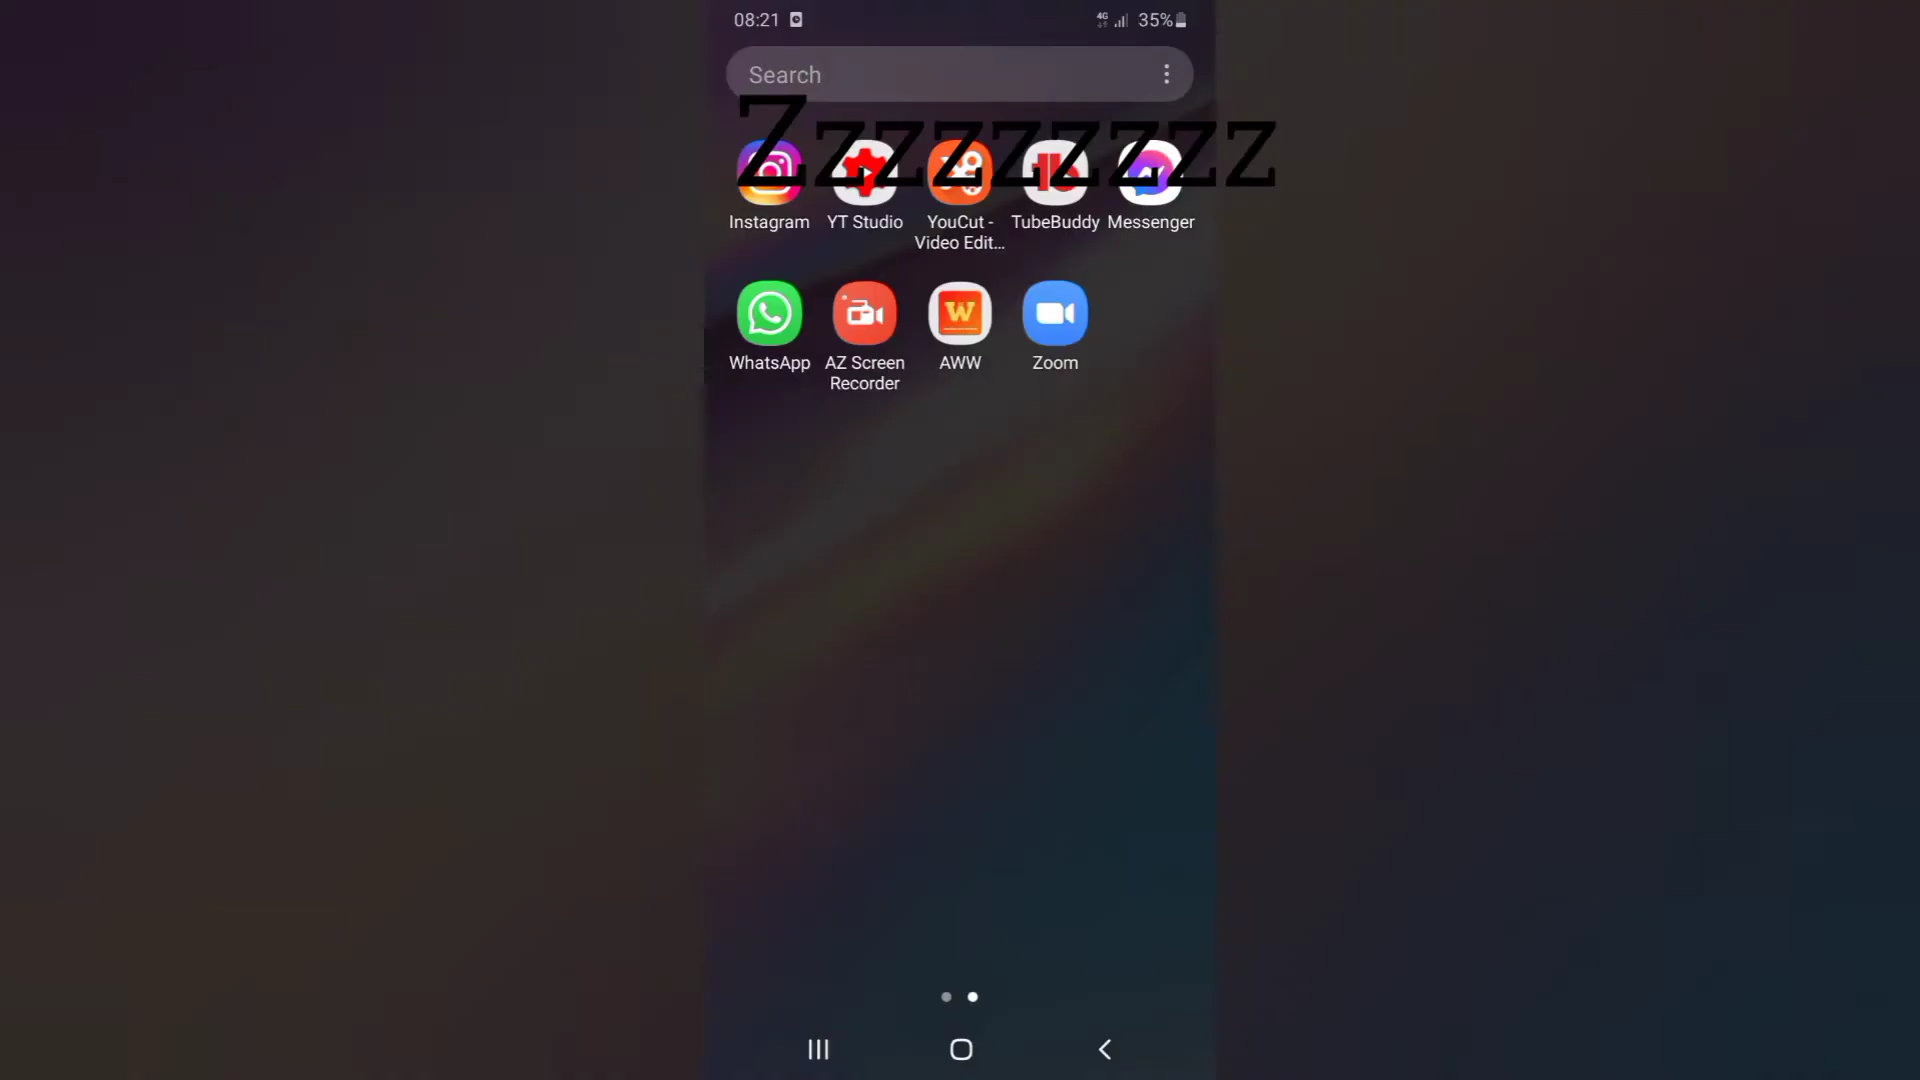 08:21 4G 35%
Search
Zzzzzzzzz
Instagram YT Studio YouCut - TubeBuddy Messenger
Video Edit...
W
WhatsApp AZ Screen AWW Zoom
Recorder